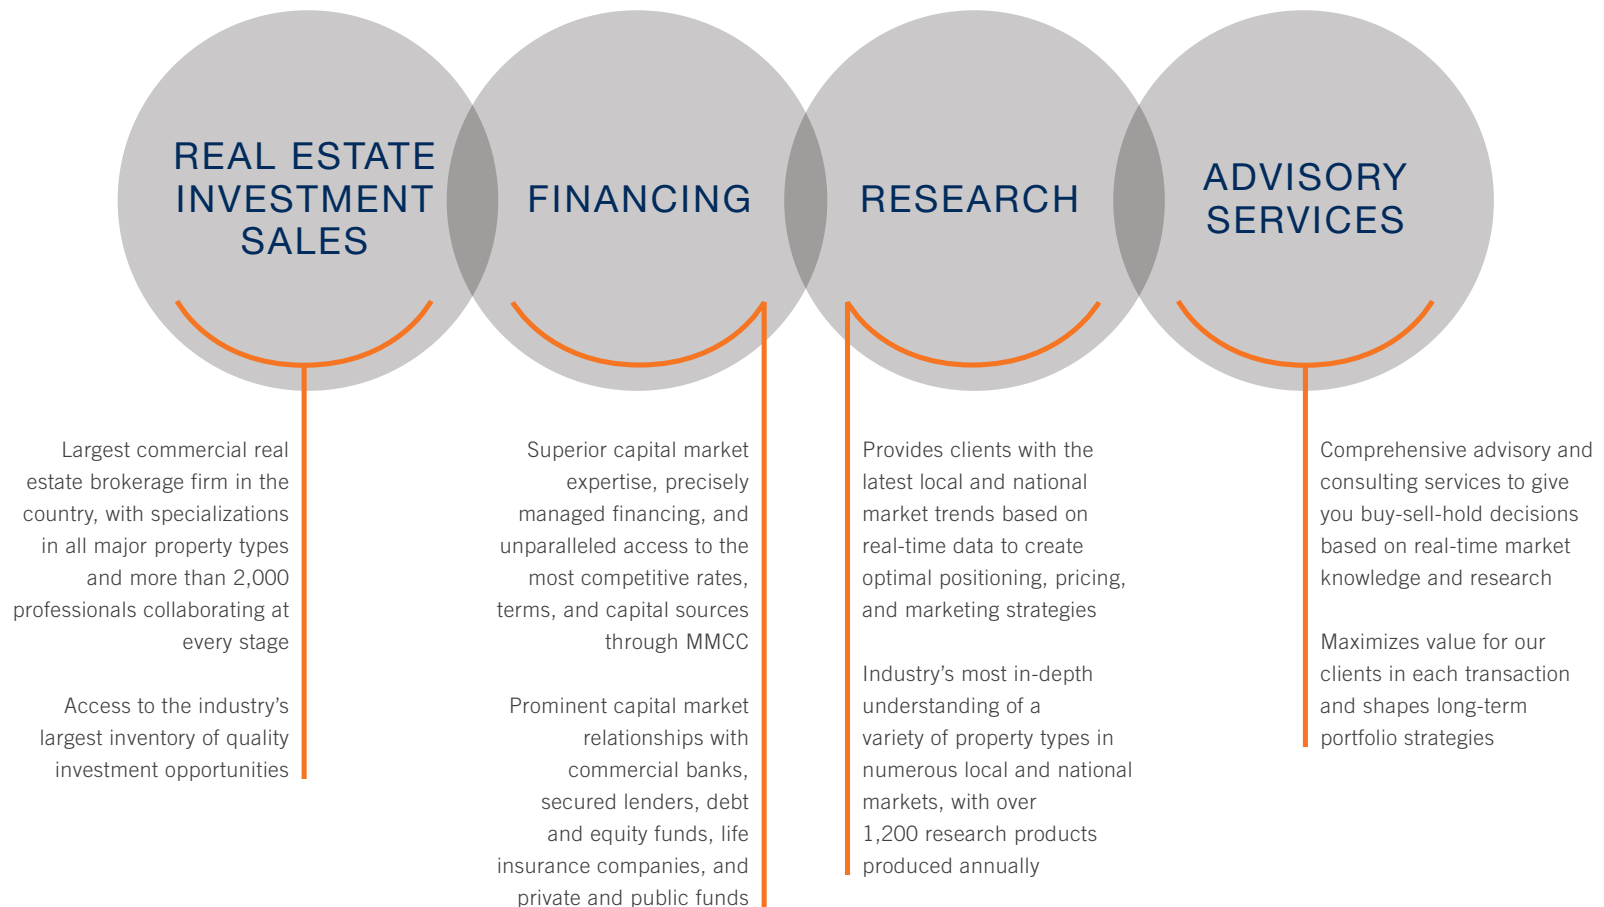 REAL ESTATE
INVESTMENT
SALES
FINANCING
RESEARCH
ADVISORY
SERVICES
Largest commercial real
estate brokerage firm in the
country, with specializations
in all major property types
and more than 2,000
professionals collaborating at
every stage
Access to the industry’s
largest inventory of quality
investment opportunities
Superior capital market
expertise, precisely
managed financing, and
unparalleled access to the
most competitive rates,
terms, and capital sources
through MMCC
Prominent capital market
relationships with
commercial banks,
secured lenders, debt
and equity funds, life
insurance companies, and
private and public funds
Provides clients with the
latest local and national
market trends based on
real-time data to create
optimal positioning, pricing,
and marketing strategies
Industry’s most in-depth
understanding of a
variety of property types in
numerous local and national
markets, with over
1,200 research products
produced annually
Comprehensive advisory and
consulting services to give
you buy-sell-hold decisions
based on real-time market
knowledge and research
Maximizes value for our
clients in each transaction
and shapes long-term
portfolio strategies